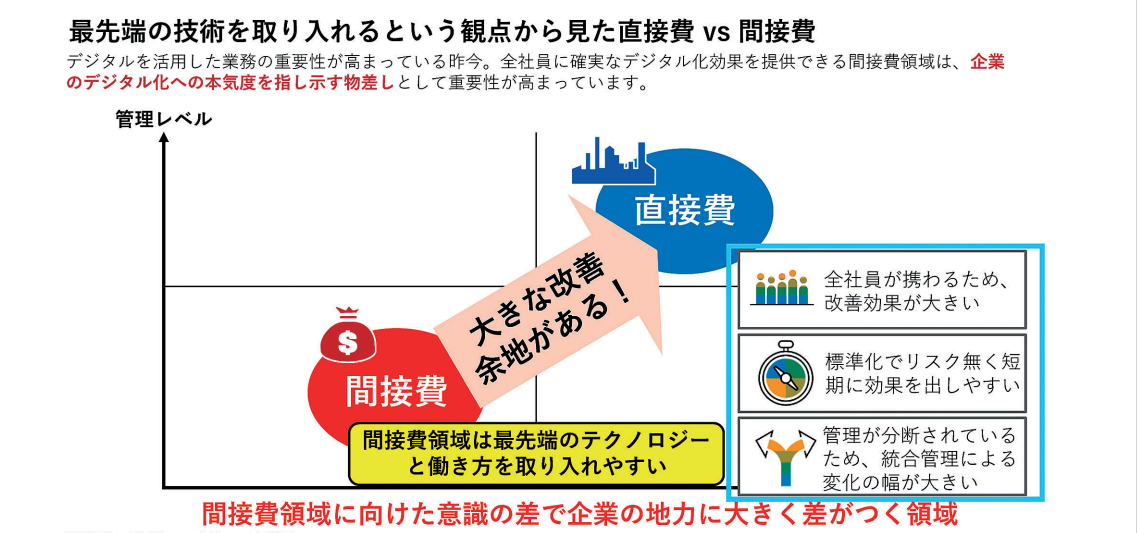 最先端の技術を取り入れるという観点から見た直接費 vs 間接費
デジタルを活用した業務の重要性が高まっている昨今。全社員に確実なデジタル化効果を提供できる間接費領域は、企業
のデジタル化への本気度を指し示す物差しとして重要性が高まっています。
管理レベル
直接費
大きな改善
余地がある！
$
間接費
間接費領域は最先端のテクノロジー
と働き方を取り入れやすい
全社員が携わるため、
改善効果が大きい
標準化でリスク無く短
期に効果を出しやすい
管理が分断されている
ため、統合管理による
変化の幅が大きい
間接費領域に向けた意識の差で企業の地力に大きく差がつく領域